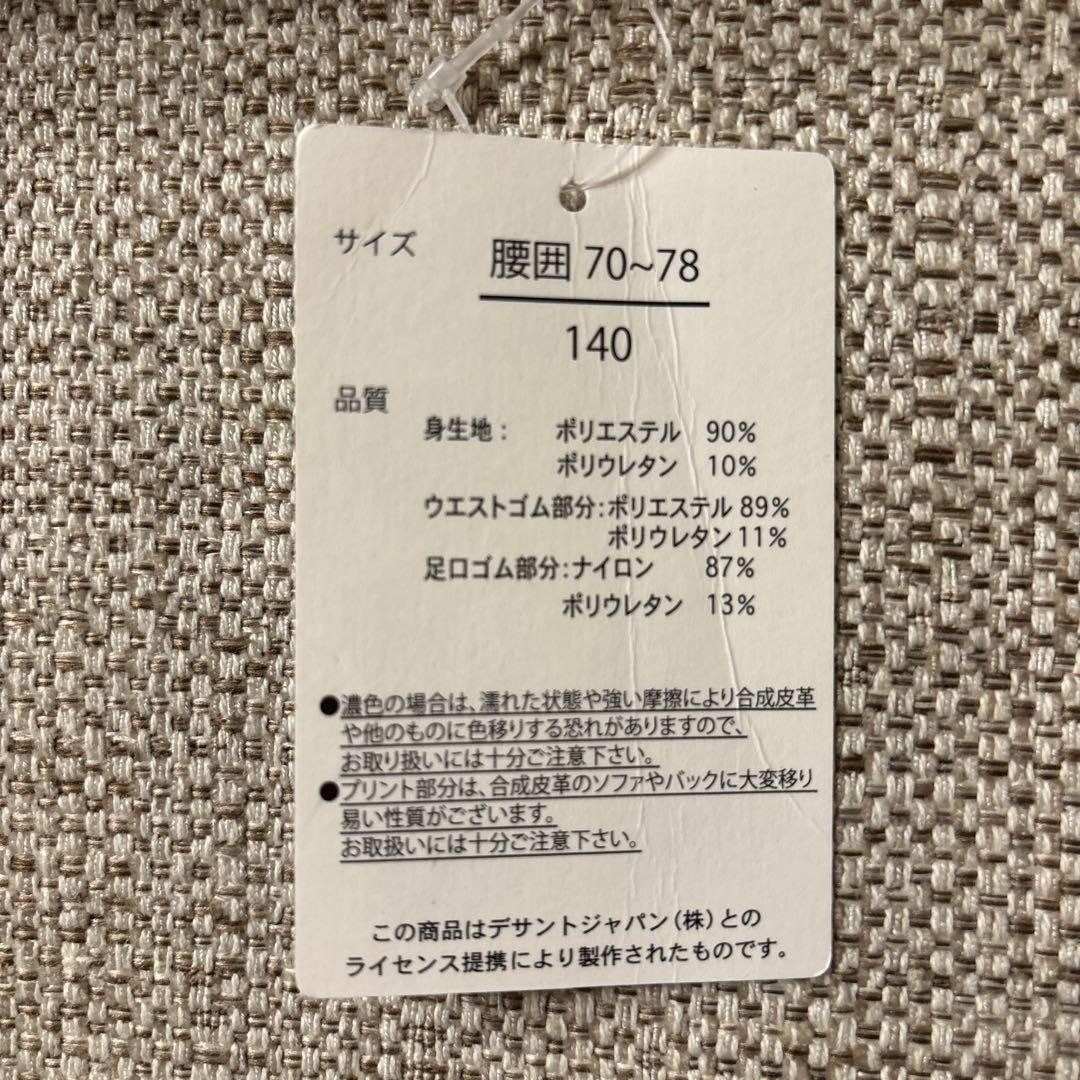 サイズ
腰囲 70~78
140
品質
身生地： ポリエステル 90%
ポリウレタン 10%
ウエストゴム部分：ポリエステル 89%
ポリウレタン 11%
足口ゴム部分：ナイロン 87%
ポリウレタン 13%
●濃色の場合は、濡れた状態や強い摩擦により合成皮革
や他のものに色移りする恐れがありますので、
お取り扱いには十分ご注意下さい。
●プリント部分は、合成皮革のソファやバックに大変移り
易い性質がございます。
お取扱いには十分ご注意下さい。
この商品はデサントジャパン（株）との
ライセンス提携により製作されたものです。